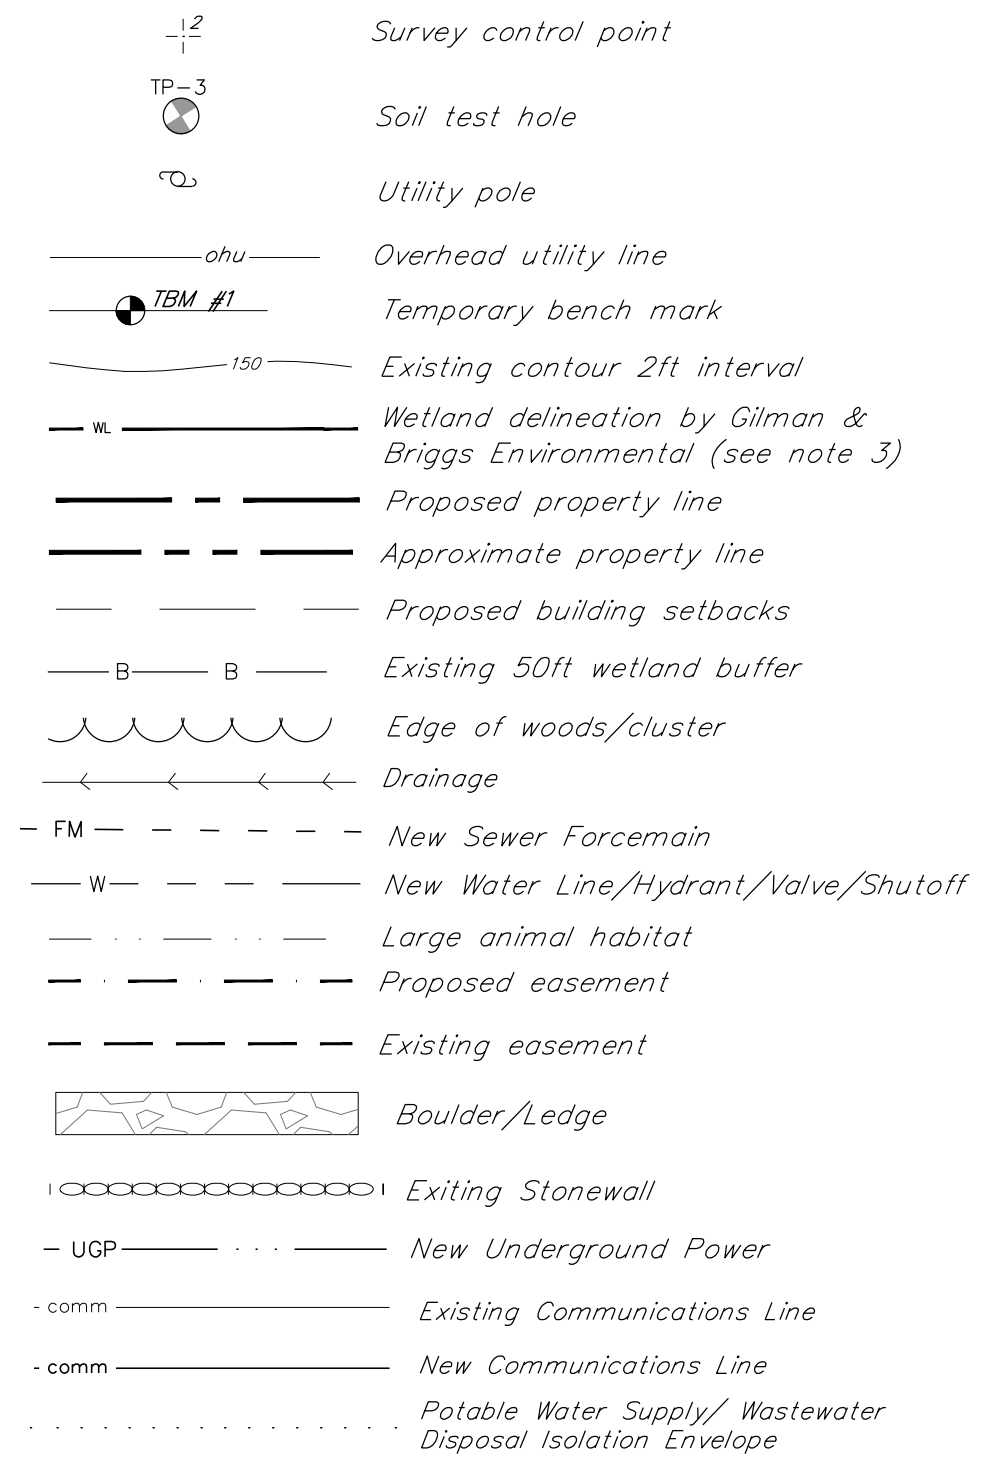 2 Survey control point
TP-3
Soil test hole
Utility pole
ohu Overhead utility line
TBM #1 Temporary bench mark
150 Existing contour 2ft interval
WL Wetland delineation by Gilman &
Briggs Environmental (see note 3)
Proposed property line
Approximate property line
Proposed building setbacks
B B Existing 50ft wetland buffer
Edge of woods/cluster
Drainage
FM New Sewer Forcemain
W New Water Line/Hydrant/Valve/Shutoff
Large animal habitat
Proposed easement
Existing easement
Boulder/Ledge
Exiting Stonewall
UGP New Underground Power
comm Existing Communications Line
comm New Communications Line
Potable Water Supply/ Wastewater
Disposal Isolation Envelope